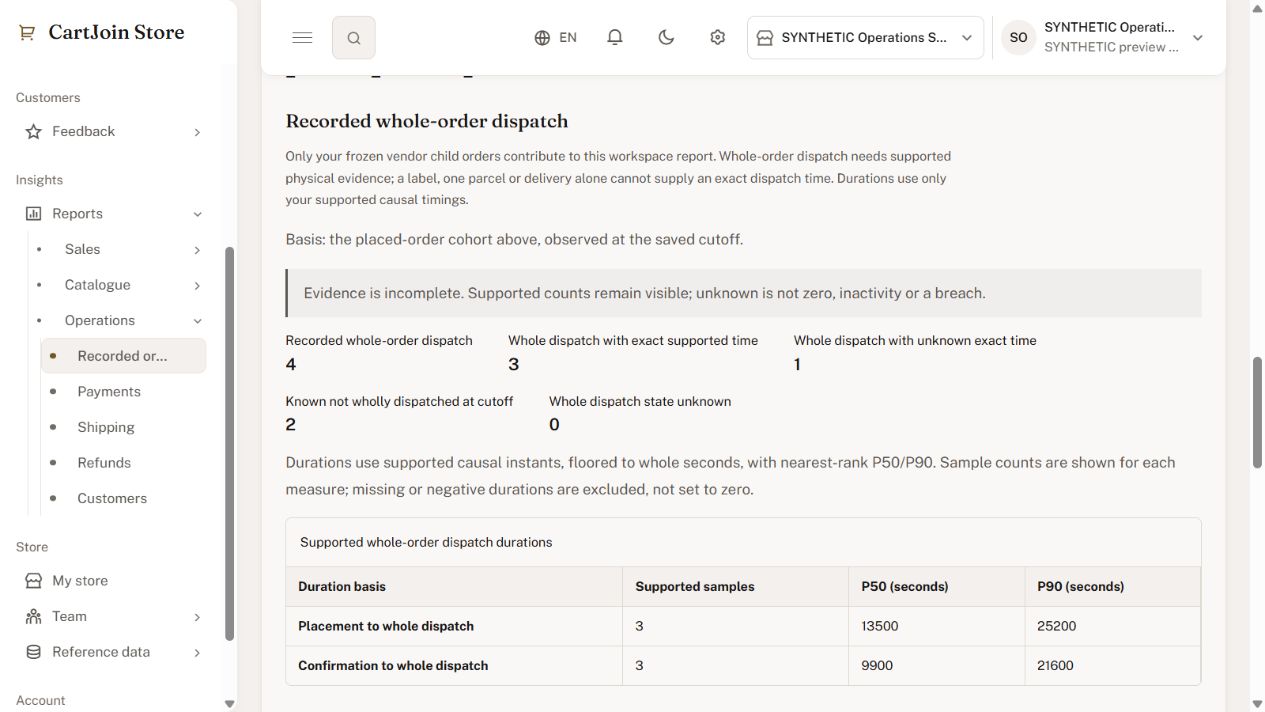 CartJoin Store
EN
SYNTHETIC Operations S...
SO
SYNTHETIC Operati...
SYNTHETIC preview ...
Customers
Feedback
Insights
Reports
Sales
Catalogue
Operations
Recorded or...
Payments
Shipping
Refunds
Customers
Store
My store
Team
Reference data
Account
Recorded whole-order dispatch
Only your frozen vendor child orders contribute to this workspace report. Whole-order dispatch needs supported
physical evidence; a label, one parcel or delivery alone cannot supply an exact dispatch time. Durations use only
your supported causal timings.
Basis: the placed-order cohort above, observed at the saved cutoff.
Evidence is incomplete. Supported counts remain visible; unknown is not zero, inactivity or a breach.
Recorded whole-order dispatch
4
Whole dispatch with exact supported time
3
Whole dispatch with unknown exact time
1
Known not wholly dispatched at cutoff
2
Whole dispatch state unknown
0
Durations use supported causal instants, floored to whole seconds, with nearest-rank P50/P90. Sample counts are shown for each
measure; missing or negative durations are excluded, not set to zero.
Supported whole-order dispatch durations
Duration basis Supported samples P50 (seconds) P90 (seconds)
Placement to whole dispatch 3 13500 25200
Confirmation to whole dispatch 3 9900 21600